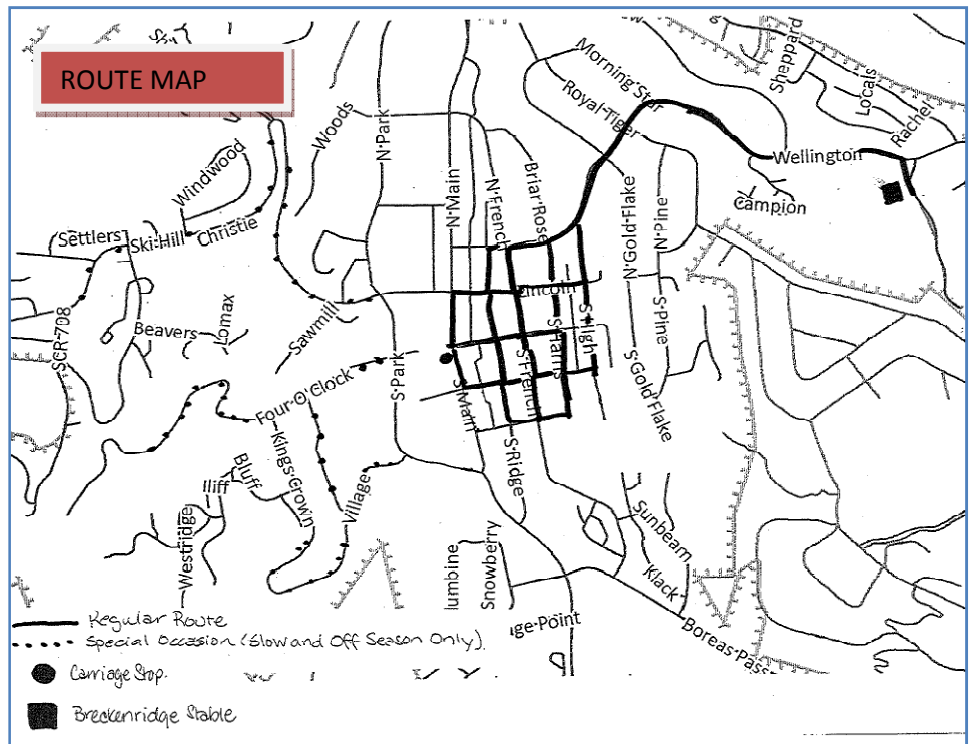 ROUTE MAP
Morning Star
Royal Tiger
Sheppard
Locals
Rachel
Wellington
Campion
Woods
N Park
N Main
N French
Briar Rose
N Gold Flake
N Pine
Windwood
Settlers
Ski Hill
Christie
SCR-708
Beavers
Lomax
Sawmill
Lincoln
S Harris
S High
S Pine
S Gold Flake
S Park
Four O'Clock
S Main
S French
S Ridge
Kings Crown
Bluff
Iliff
Westridge
Village
Sunbeam
Klack
lumbine
Snowberry
ge Point
Boreas Pass
Regular Route
Special Occasion (Slow and Off Season Only)
Carriage Stop.
Breckenridge Stable